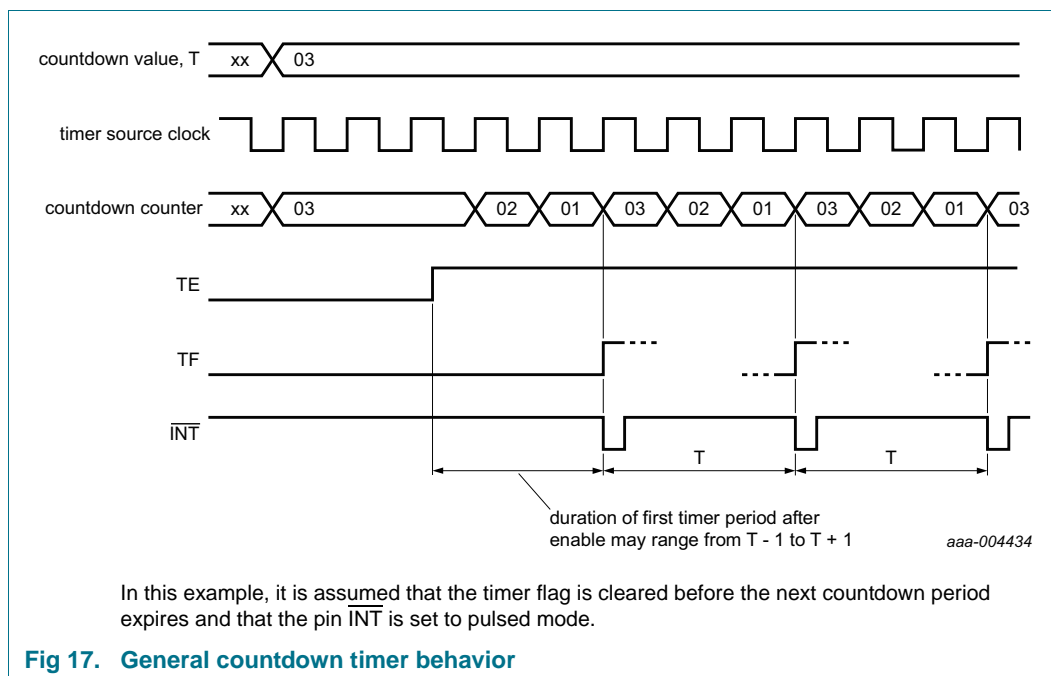 countdown value, T xx 03
timer source clock
countdown counter xx 03 02 01 03 02 01 03 02 01 03
TE
TF
INT
T T
duration of first timer period after
enable may range from T - 1 to T + 1
aaa-004434
In this example, it is assumed that the timer flag is cleared before the next countdown period
expires and that the pin INT is set to pulsed mode.
Fig 17. General countdown timer behavior